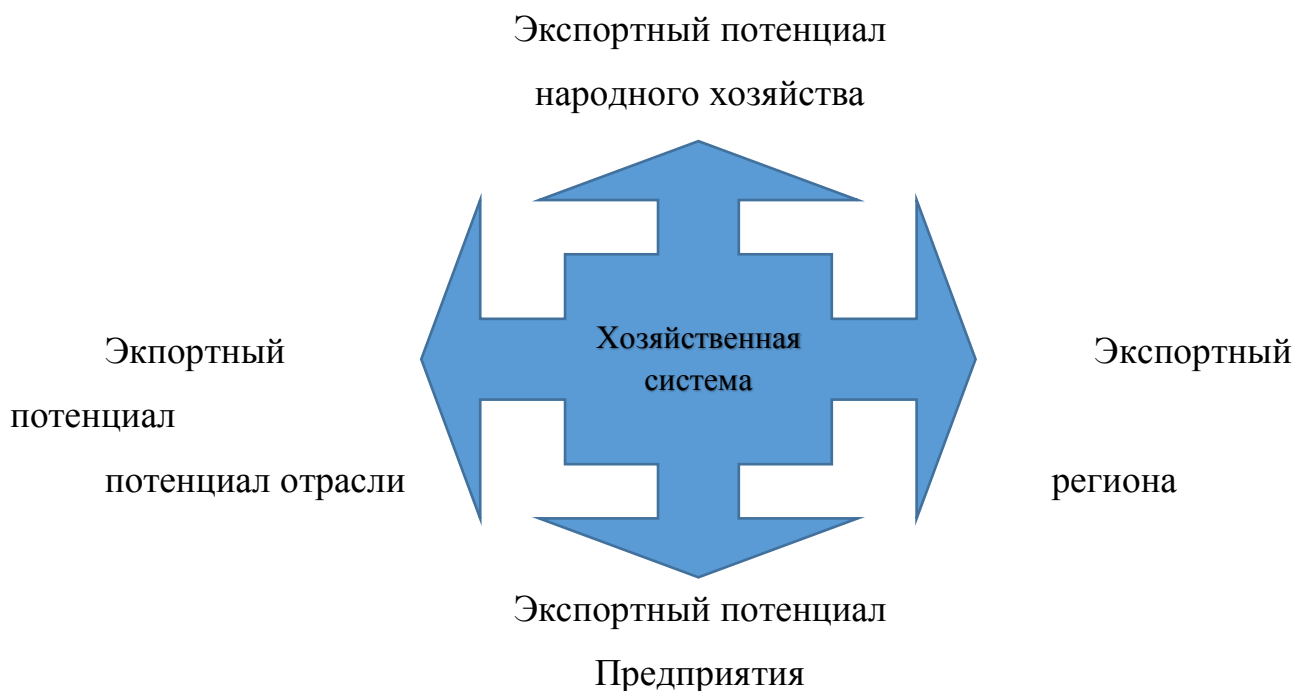 Экспортный потенциал
народного хозяйства
Хозяйственная
система
Экпортный Экспортный
потенциал
потенциал отрасли региона
Экспортный потенциал
Предприятия